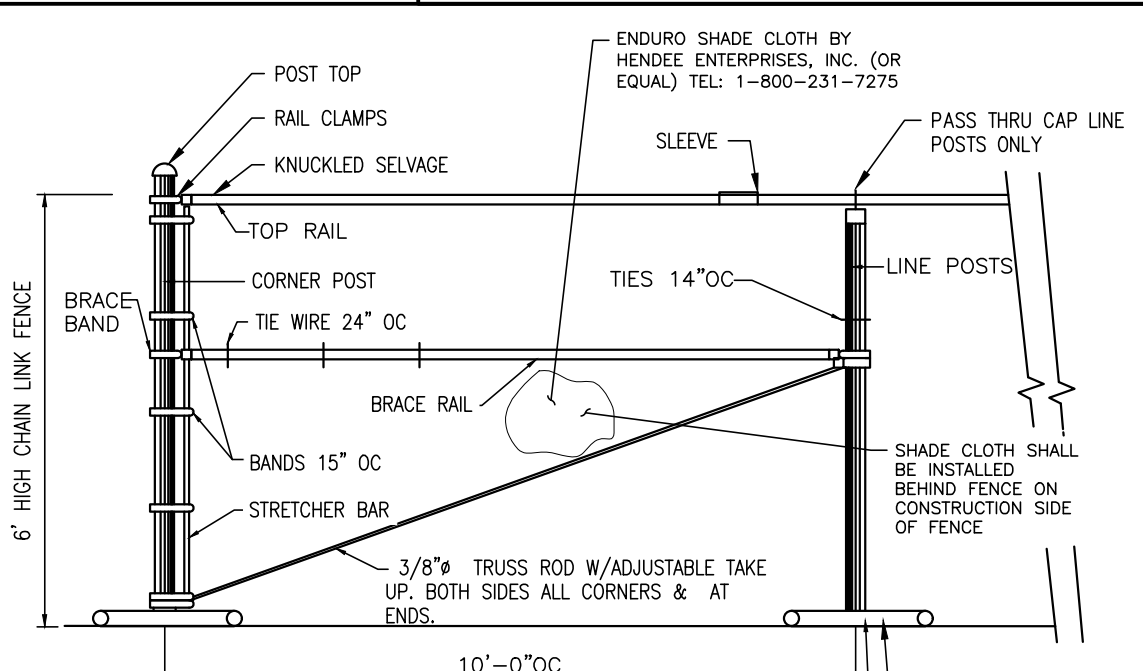 ENDURO SHADE CLOTH BY
HENDEE ENTERPRISES, INC. (OR
EQUAL) TEL: 1-800-231-7275
POST TOP
RAIL CLAMPS
KNUCKLED SELVAGE
SLEEVE
PASS THRU CAP LINE
POSTS ONLY
TOP RAIL
CORNER POST
TIES 14"OC
LINE POSTS
BRACE
BAND
TIE WIRE 24" OC
6' HIGH CHAIN LINK FENCE
BRACE RAIL
BANDS 15" OC
SHADE CLOTH SHALL
BE INSTALLED
BEHIND FENCE ON
CONSTRUCTION SIDE
OF FENCE
STRETCHER BAR
3/8"ø TRUSS ROD W/ADJUSTABLE TAKE
UP. BOTH SIDES ALL CORNERS & AT
ENDS.
10'-0"OC